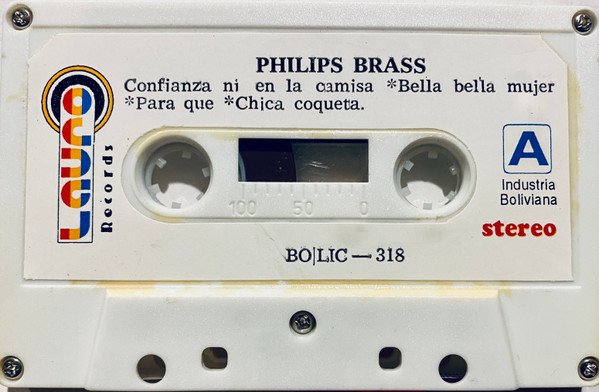 PHILIPS BRASS
Confianza ni en la camisa *Bella bella mujer
*Para que *Chica coqueta.
Records
A
Industria
Boliviana
stereo
100 50 0
BO|LIC — 318